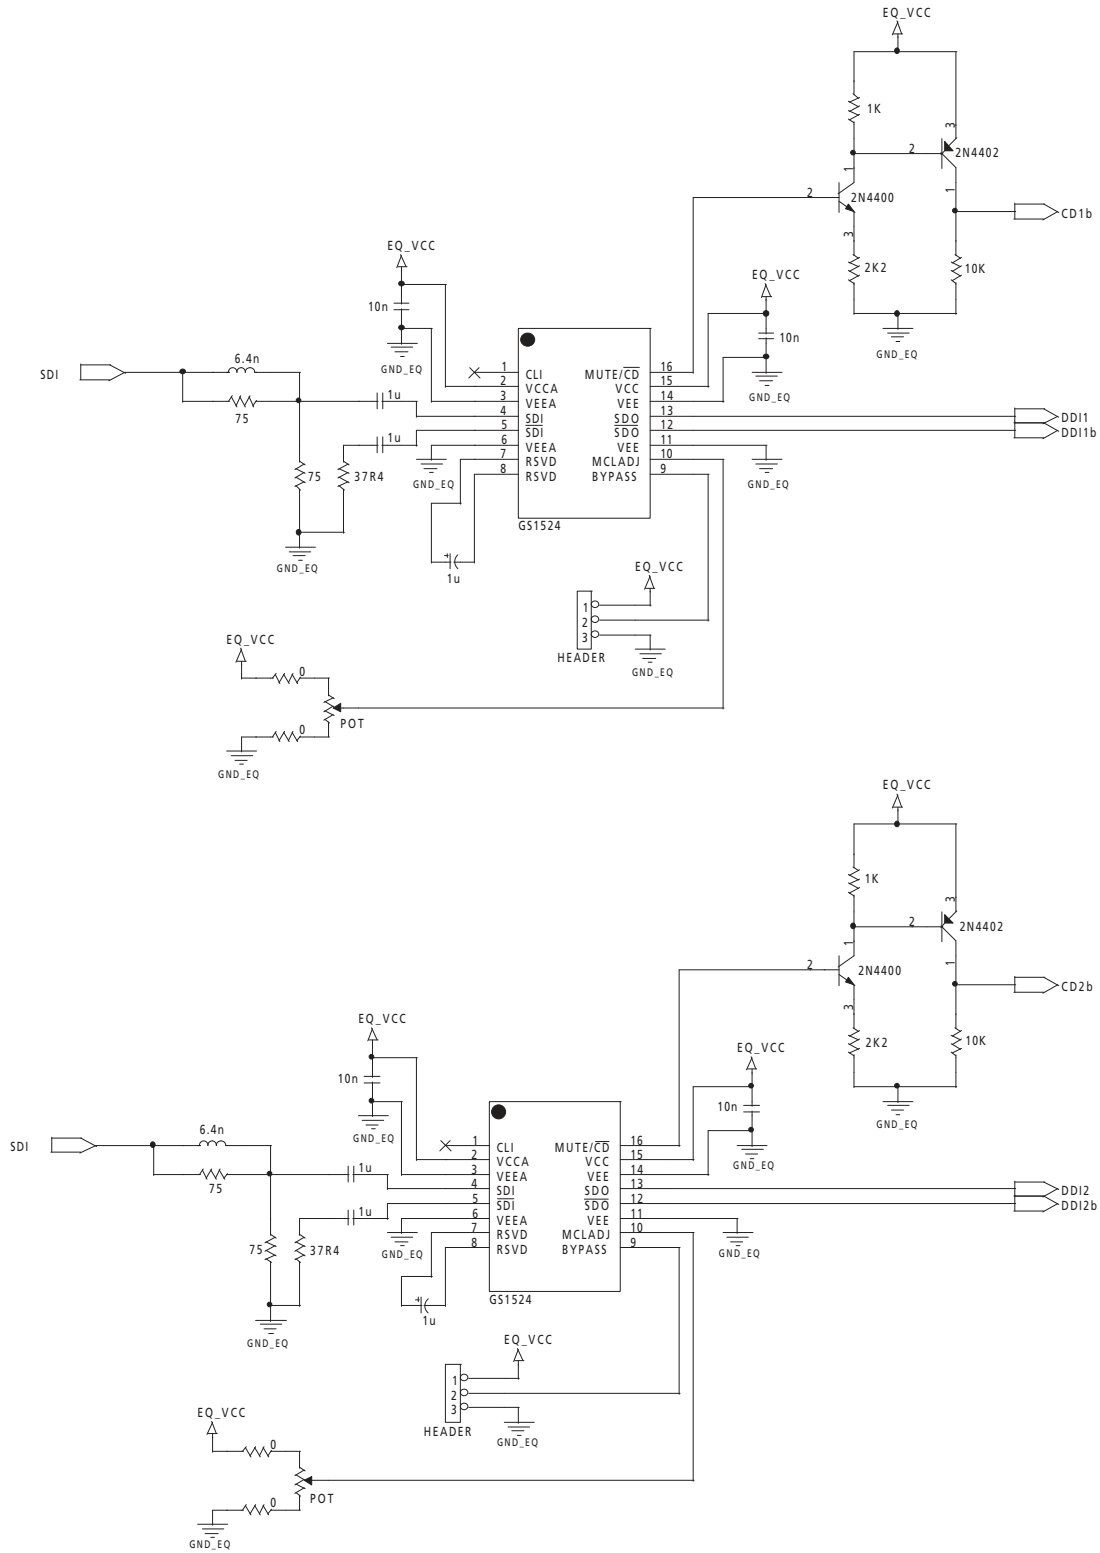 EQ_VCC
1K
3
2
2N4402
1
2
2N4400
1
CD1b
3
2K2
10K
GND_EQ
EQ_VCC
10n
GND_EQ
EQ_VCC
10n
GND_EQ
SDI
6.4n
75
1u
1u
75
37R4
GND_EQ
1 CLI MUTE/C̅D̅ 16
2 VCCA VCC 15
3 VEEA VEE 14
4 SDI SDO 13
5 S̅D̅I̅ S̅D̅O̅ 12
6 VEEA VEE 11
7 RSVD MCLADJ 10
8 RSVD BYPASS 9
GS1524
GND_EQ
GND_EQ
DDI1
DDI1b
+
1u
EQ_VCC
1
2
3
HEADER
GND_EQ
EQ_VCC
0
POT
0
GND_EQ
EQ_VCC
1K
3
2
2N4402
1
2
2N4400
1
CD2b
3
2K2
10K
GND_EQ
EQ_VCC
10n
GND_EQ
EQ_VCC
10n
GND_EQ
SDI
6.4n
75
1u
1u
75
37R4
GND_EQ
1 CLI MUTE/C̅D̅ 16
2 VCCA VCC 15
3 VEEA VEE 14
4 SDI SDO 13
5 S̅D̅I̅ S̅D̅O̅ 12
6 VEEA VEE 11
7 RSVD MCLADJ 10
8 RSVD BYPASS 9
GS1524
GND_EQ
GND_EQ
DDI2
DDI2b
+
1u
EQ_VCC
1
2
3
HEADER
GND_EQ
EQ_VCC
0
POT
0
GND_EQ